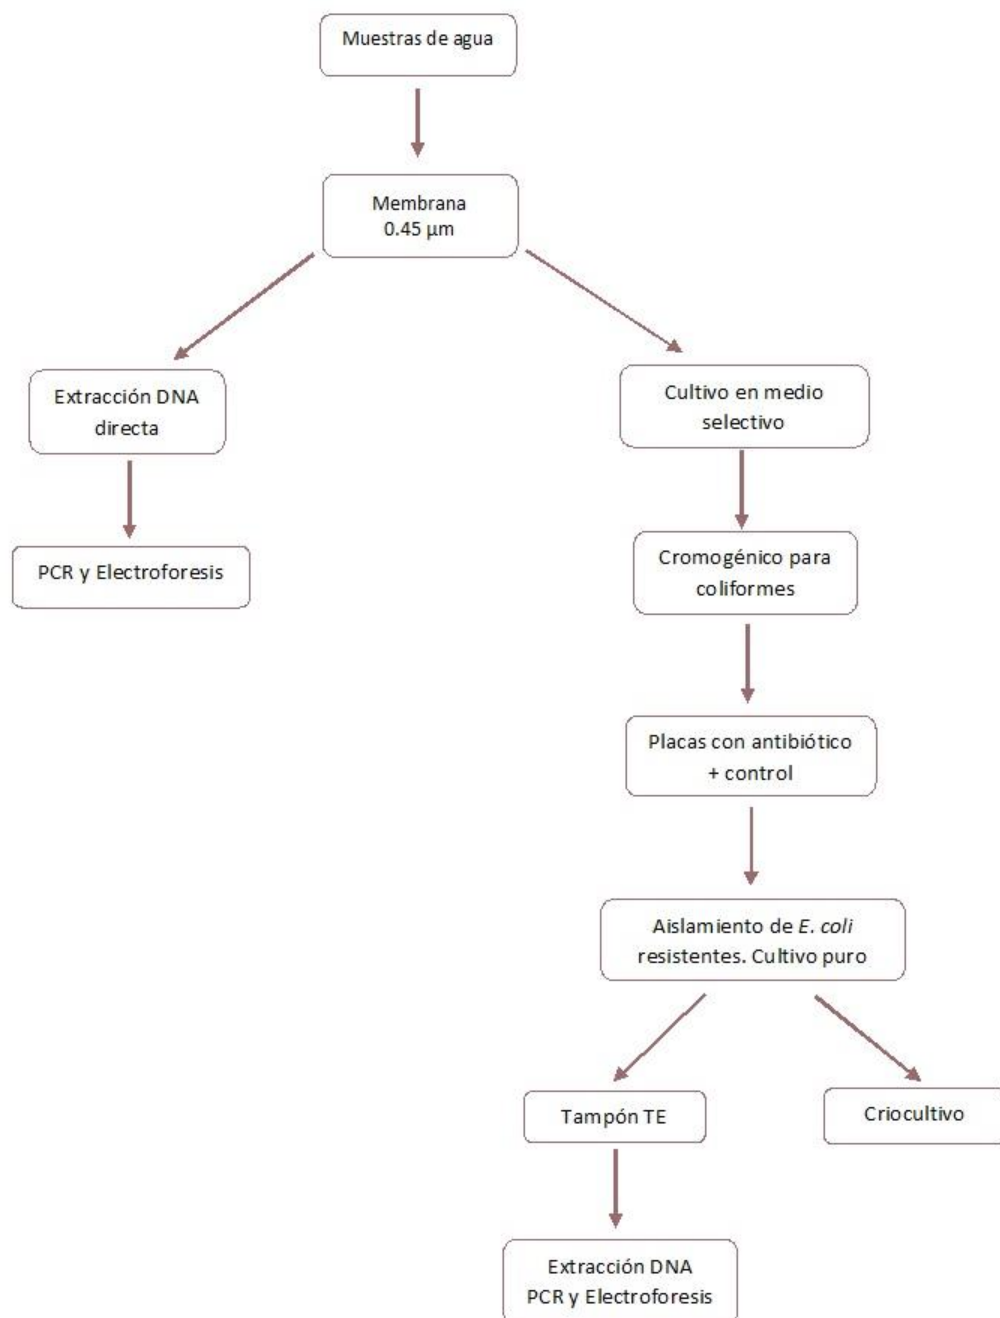 Muestras de agua
Membrana
0.45 µm
Extracción DNA
directa
PCR y Electroforesis
Cultivo en medio
selectivo
Cromogénico para
coliformes
Placas con antibiótico
+ control
Aislamiento de E. coli
resistentes. Cultivo puro
Tampón TE
Criocultivo
Extracción DNA
PCR y Electroforesis